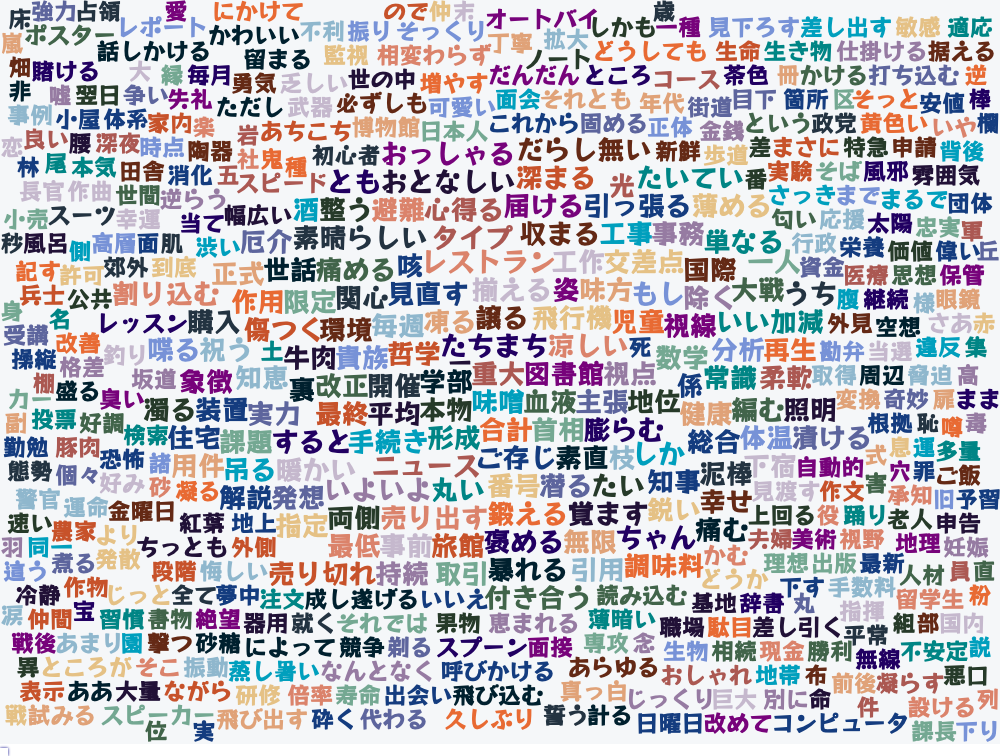 床 強力 占領 愛 にかけて ので 仲 末 オートバイ しかも 歳 一種 見下ろす 差し出す 敏感 適応
嵐 ポスター レポート かわいい 不利 振り そっくり 丁寧 拡大 どうしても 生命 生き物 仕掛ける 据える
畑 話しかける 留まる 監視 相変わらず ノート
賭ける 大 縁 毎月 勇気 乏しい 世の中 増やす だんだん ところ コース 茶色 冊 かける 打ち込む 逆
非 嘘 翌日 争い 失礼 ただし 武器 必ずしも 可愛い 面会 それとも 年代 街道 目下 箇所 区 そっと 安値 棒
事例 小屋 体系 家内 楽 岩 あちこち 博物館 日本人 これから 固める 正体 金銭 という 政党 黄色い いや 欄
恋 良い 腰 深夜 時点 陶器 社 鬼 種 初心者 おっしゃる だらし無い 新鮮 歩道 差 まさに 特急 申請 背後
林 尾 本気 田舎 消化 五 スピード ともおとなしい 深まる 光 たいてい 番 実験 そば 風邪 雰囲気
長官 作曲 世間 逆らう 酒 整う 避難 心得る 届ける 引っ張る 薄める さっき まで まるで 団体
小売 スーツ 幸運 当て 幅広い 匂い 応援 太陽 忠実 軍
秒 風呂 側 高層 面 肌 渋い 厄介 素晴らしい タイプ 収まる 工事 事務 単なる 行政 栄養 価値 偉い 丘
記す 許可 郊外 到底 正式 世話 痛める 咳 レストラン 工作 交差点 国際 一人 資金 医療 思想 保管
兵士 公共 割り込む 作用 限定 関心 見直す 揃える 姿 味方 もし 除く 大戦 うち 腹 継続 様 眼鏡
身 名 レッスン 購入 傷つく 環境 毎週 凍る 譲る 飛行機 児童 視線 いい加減 外見 空想 さあ 赤
受講 改善 釣り 喋る 祝う 土 牛肉 貴族 哲学 たちまち 涼しい 死 数学 分析 再生 勘弁 当選 違反 集
操縦 格差 坂道 象徴 知恵 裏 改正 開催 学部 重大 図書館 視点 係 常識 柔軟 取得 周辺 脅迫 高
棚 盛る 臭い 濁る 装置 実力 最終 平均 本物 味噌 血液 主張 地位 健康 編む 照明 変換 奇妙 扉 まま
カー 副 投票 好調 検索 住宅 課題 すると 手続き 形成 合計 首相 膨らむ 総合 体温 漬ける 根拠 恥 噂 毒
勤勉 豚肉 恐怖 諸 用件 吊る 暖かい ニュース ご存じ 素直 枝 しか 知事 泥棒 下宿 自動的 式 息 運 多量
態勢 個々 好み 砂 凝る 解説 発想 いよいよ 丸い 番号 潜る たい 幸せ 見渡す 作文 害 穴 罪 ご飯
警官 運命 金曜日 紅葉 地上 指定 両側 売り出す 鍛える 覚ます 鋭い 痛む 上回る 役 踊り 承知 旧 予習
速い 農家 より ちっとも 外側 最低 事前 旅館 褒める 無限 ちゃん 夫婦 美術 視野 老人 申告
羽 同一 煮る 発散 段階 悔しい 売り切れ 持続 取引 暴れる 引用 調味料 かむ 理想 出版 最新 地理 妊娠
違う 冷静 作物 じっと 全て 夢中 注文 成し遂げる いいえ 付き合う 読み込む どうか 下す 手数料 人材 員 直
涙 仲間 宝 習慣 書物 絶望 器用 就く それでは 果物 恵まれる 薄暗い 基地 辞書 丸 指揮 留学生 粉
戦後 あまり 園 撃つ 砂糖 によって 競争 剃る スプーン 面接 専攻 念 職場 駄目 差し引く 平常 組 部 国内
異 ところが そこ 振動 蒸し暑い なんとなく 呼びかける あらゆる 生物 相続 現金 勝利 無線 不安定 説
表示 ああ 大量 ながら 研修 倍率 寿命 出会い 飛び込む 真っ白 おしゃれ 地帯 布 前後 凝らす 悪口
戦 試みる スピーカー 位 実 飛び出す 砕く 代わる 久しぶり 誓う 計る じっくり 巨大 別に 命 件 設ける 列
日曜日 改めて コンピュータ 課長 下り